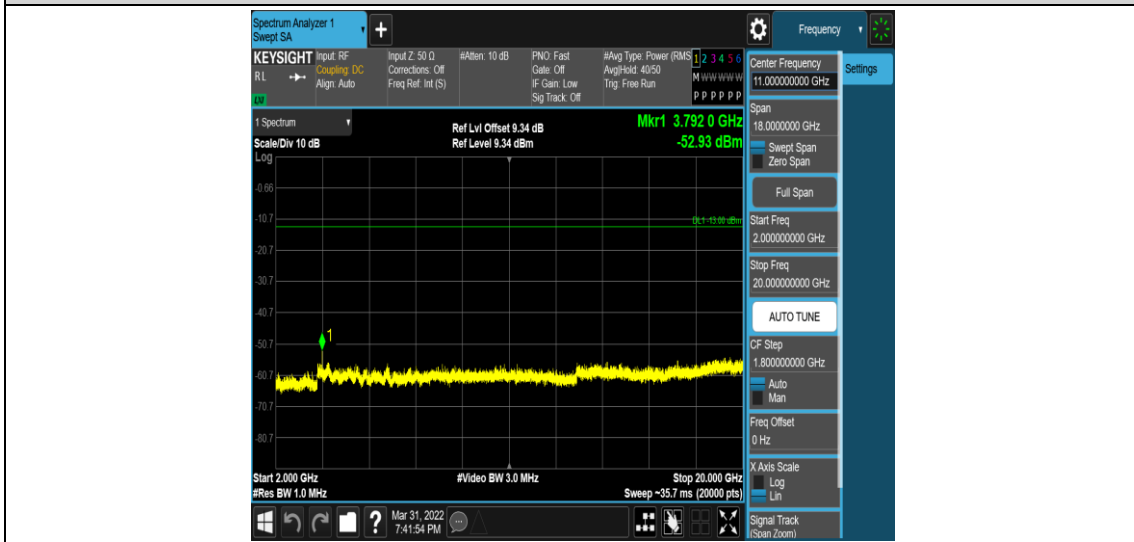 Spectrum Analyzer 1
Swept SA
+
Frequency
KEYSIGHT
RL
Input: RF
Coupling: DC
Align: Auto
Input Z: 50 Ω
Corrections: Off
Freq Ref: Int (S)
#Atten: 10 dB
PNO: Fast
Gate: Off
IF Gain: Low
Sig Track: Off
#Avg Type: Power (RMS
Avg|Hold: 40/50
Trig: Free Run
1 2 3 4 5 6
M W W W W W
P P P P P P
1 Spectrum
Scale/Div 10 dB
Ref Lvl Offset 9.34 dB
Ref Level 9.34 dBm
Mkr1 3.792 0 GHz
-52.93 dBm
Log
-0.66
-10.7
DL1 -13.00 dBm
-20.7
-30.7
-40.7
1
-50.7
-60.7
-70.7
-80.7
Start 2.000 GHz
#Res BW 1.0 MHz
#Video BW 3.0 MHz
Stop 20.000 GHz
Sweep ~35.7 ms (20000 pts)
?
Mar 31, 2022
7:41:54 PM
Center Frequency
11.000000000 GHz
Settings
Span
18.0000000 GHz
Swept Span
Zero Span
Full Span
Start Freq
2.000000000 GHz
Stop Freq
20.000000000 GHz
AUTO TUNE
CF Step
1.800000000 GHz
Auto
Man
Freq Offset
0 Hz
X Axis Scale
Log
Lin
Signal Track
(Span Zoom)